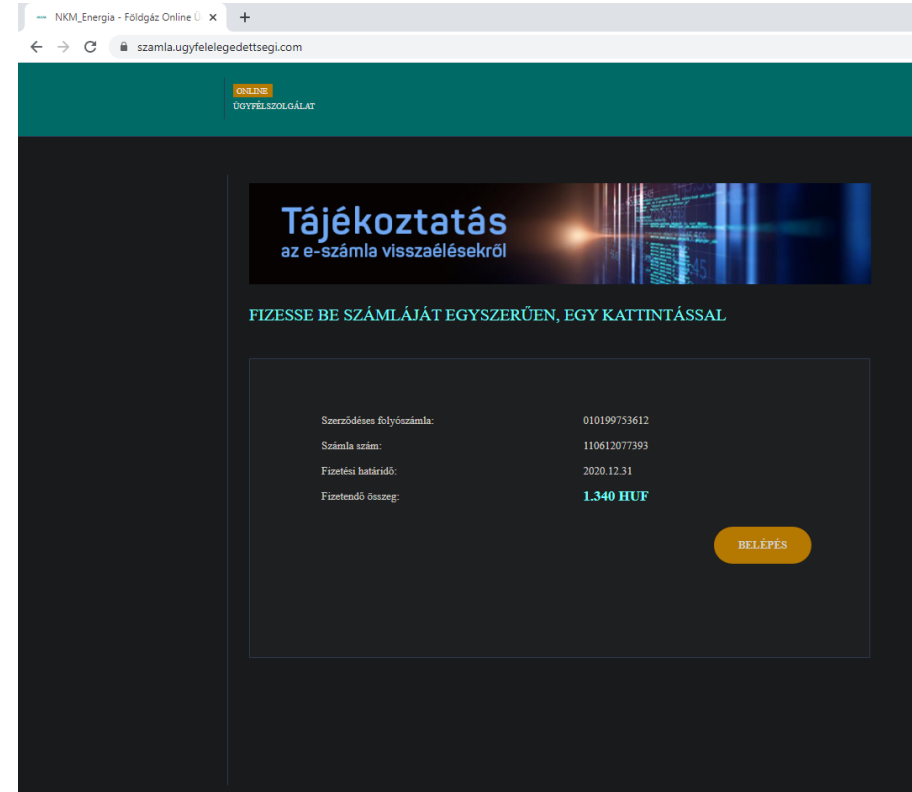 NKM_Energia - Földgáz Online Ü
szamla.ugyfelelegedettsegi.com
ONLINE
ÜGYFÉLSZOLGÁLAT
Tájékoztatás
az e-számla visszaélésekről
FIZESSE BE SZÁMLÁJÁT EGYSZERŰEN, EGY KATTINTÁSSAL
Szerződéses folyószámla: 010199753612
Számla szám: 110612077393
Fizetési határidő: 2020.12.31
Fizetendő összeg: 1.340 HUF
BELÉPÉS